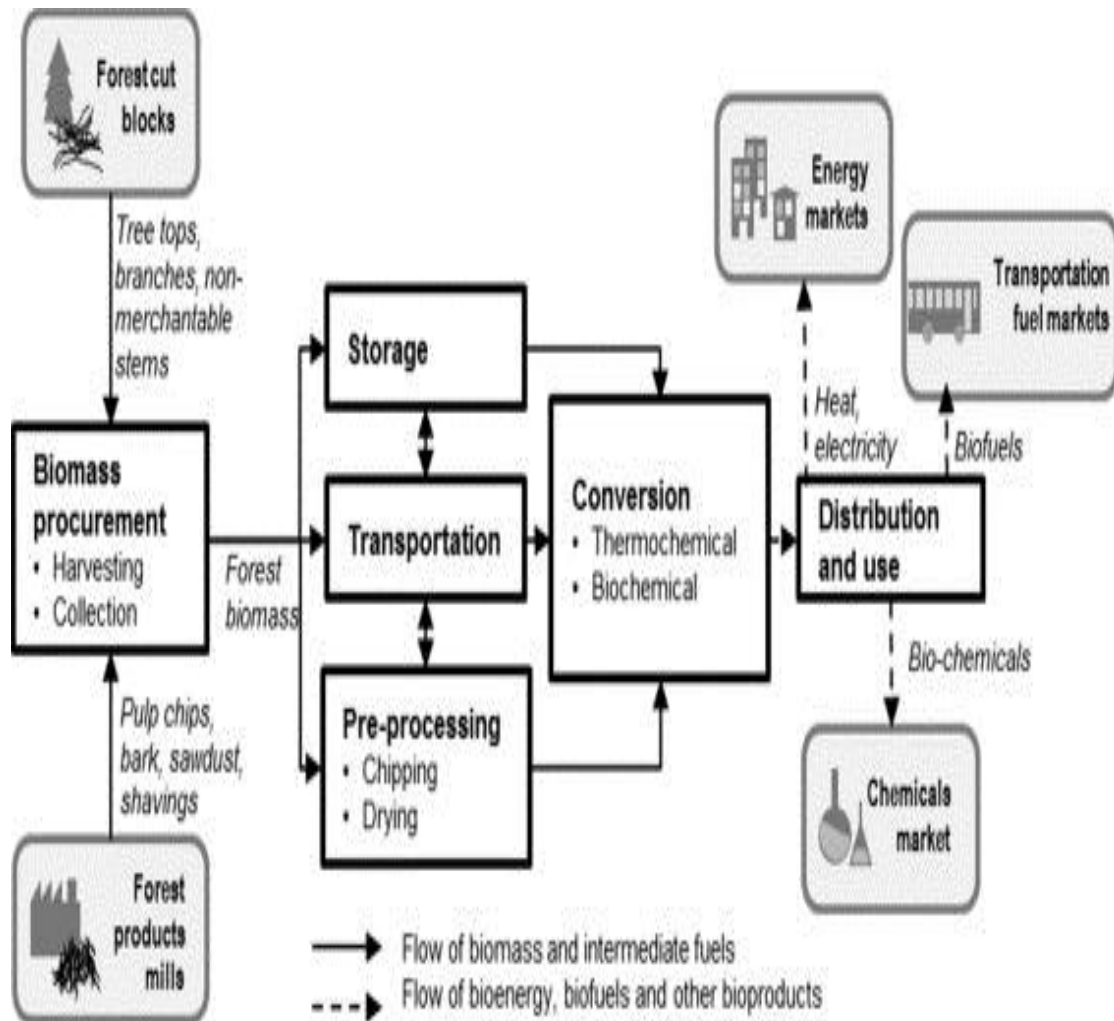 Forest cut
blocks
Tree tops,
branches, non-
merchantable
stems
Biomass
procurement
• Harvesting
• Collection
Pulp chips,
bark, sawdust,
shavings
Forest
products
mills
Forest
biomass
Storage
Transportation
Pre-processing
• Chipping
• Drying
Conversion
• Thermochemical
• Biochemical
Energy
markets
Transportation
fuel markets
Heat,
electricity
Biofuels
Distribution
and use
Bio-chemicals
Chemicals
market
Flow of biomass and intermediate fuels
Flow of bioenergy, biofuels and other bioproducts